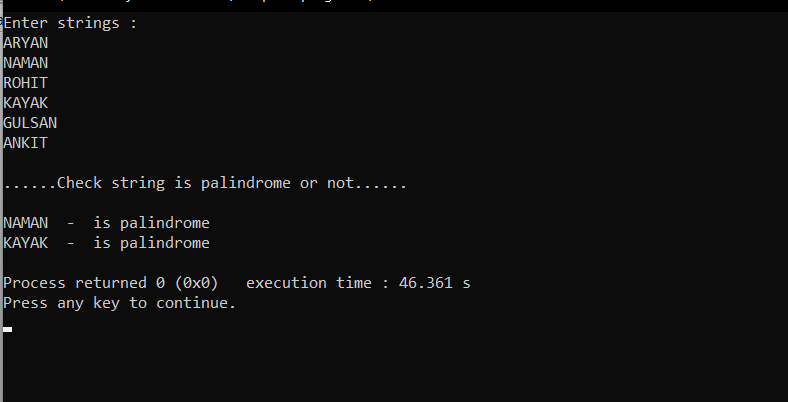 Enter strings :
ARYAN
NAMAN
ROHIT
KAYAK
GULSAN
ANKIT
......Check string is palindrome or not......
NAMAN  -  is palindrome
KAYAK  -  is palindrome
Process returned 0 (0x0)   execution time : 46.361 s
Press any key to continue.